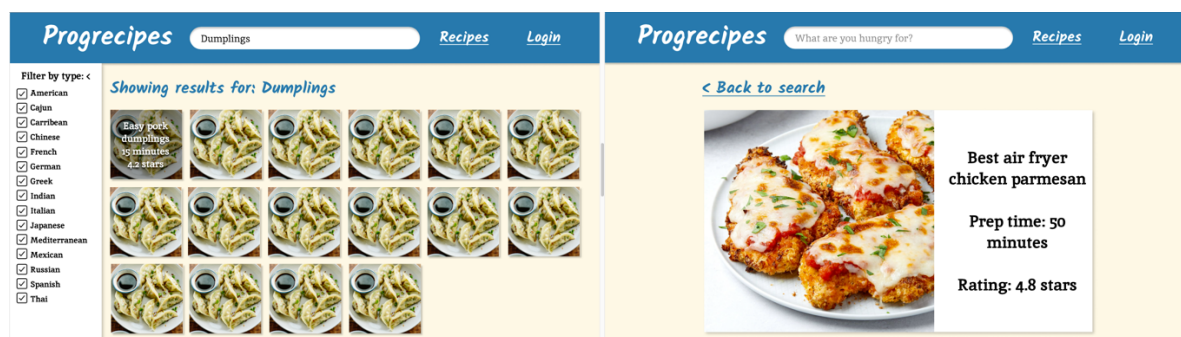 Progrecipes
Dumplings
Recipes
Login
Filter by type: <
American
Cajun
Carribean
Chinese
French
German
Greek
Indian
Italian
Japanese
Mediterranean
Mexican
Russian
Spanish
Thai
Showing results for: Dumplings
Easy pork
dumplings
15 minutes
4.2 stars
Progrecipes
What are you hungry for?
Recipes
Login
< Back to search
Best air fryer
chicken parmesan
Prep time: 50
minutes
Rating: 4.8 stars